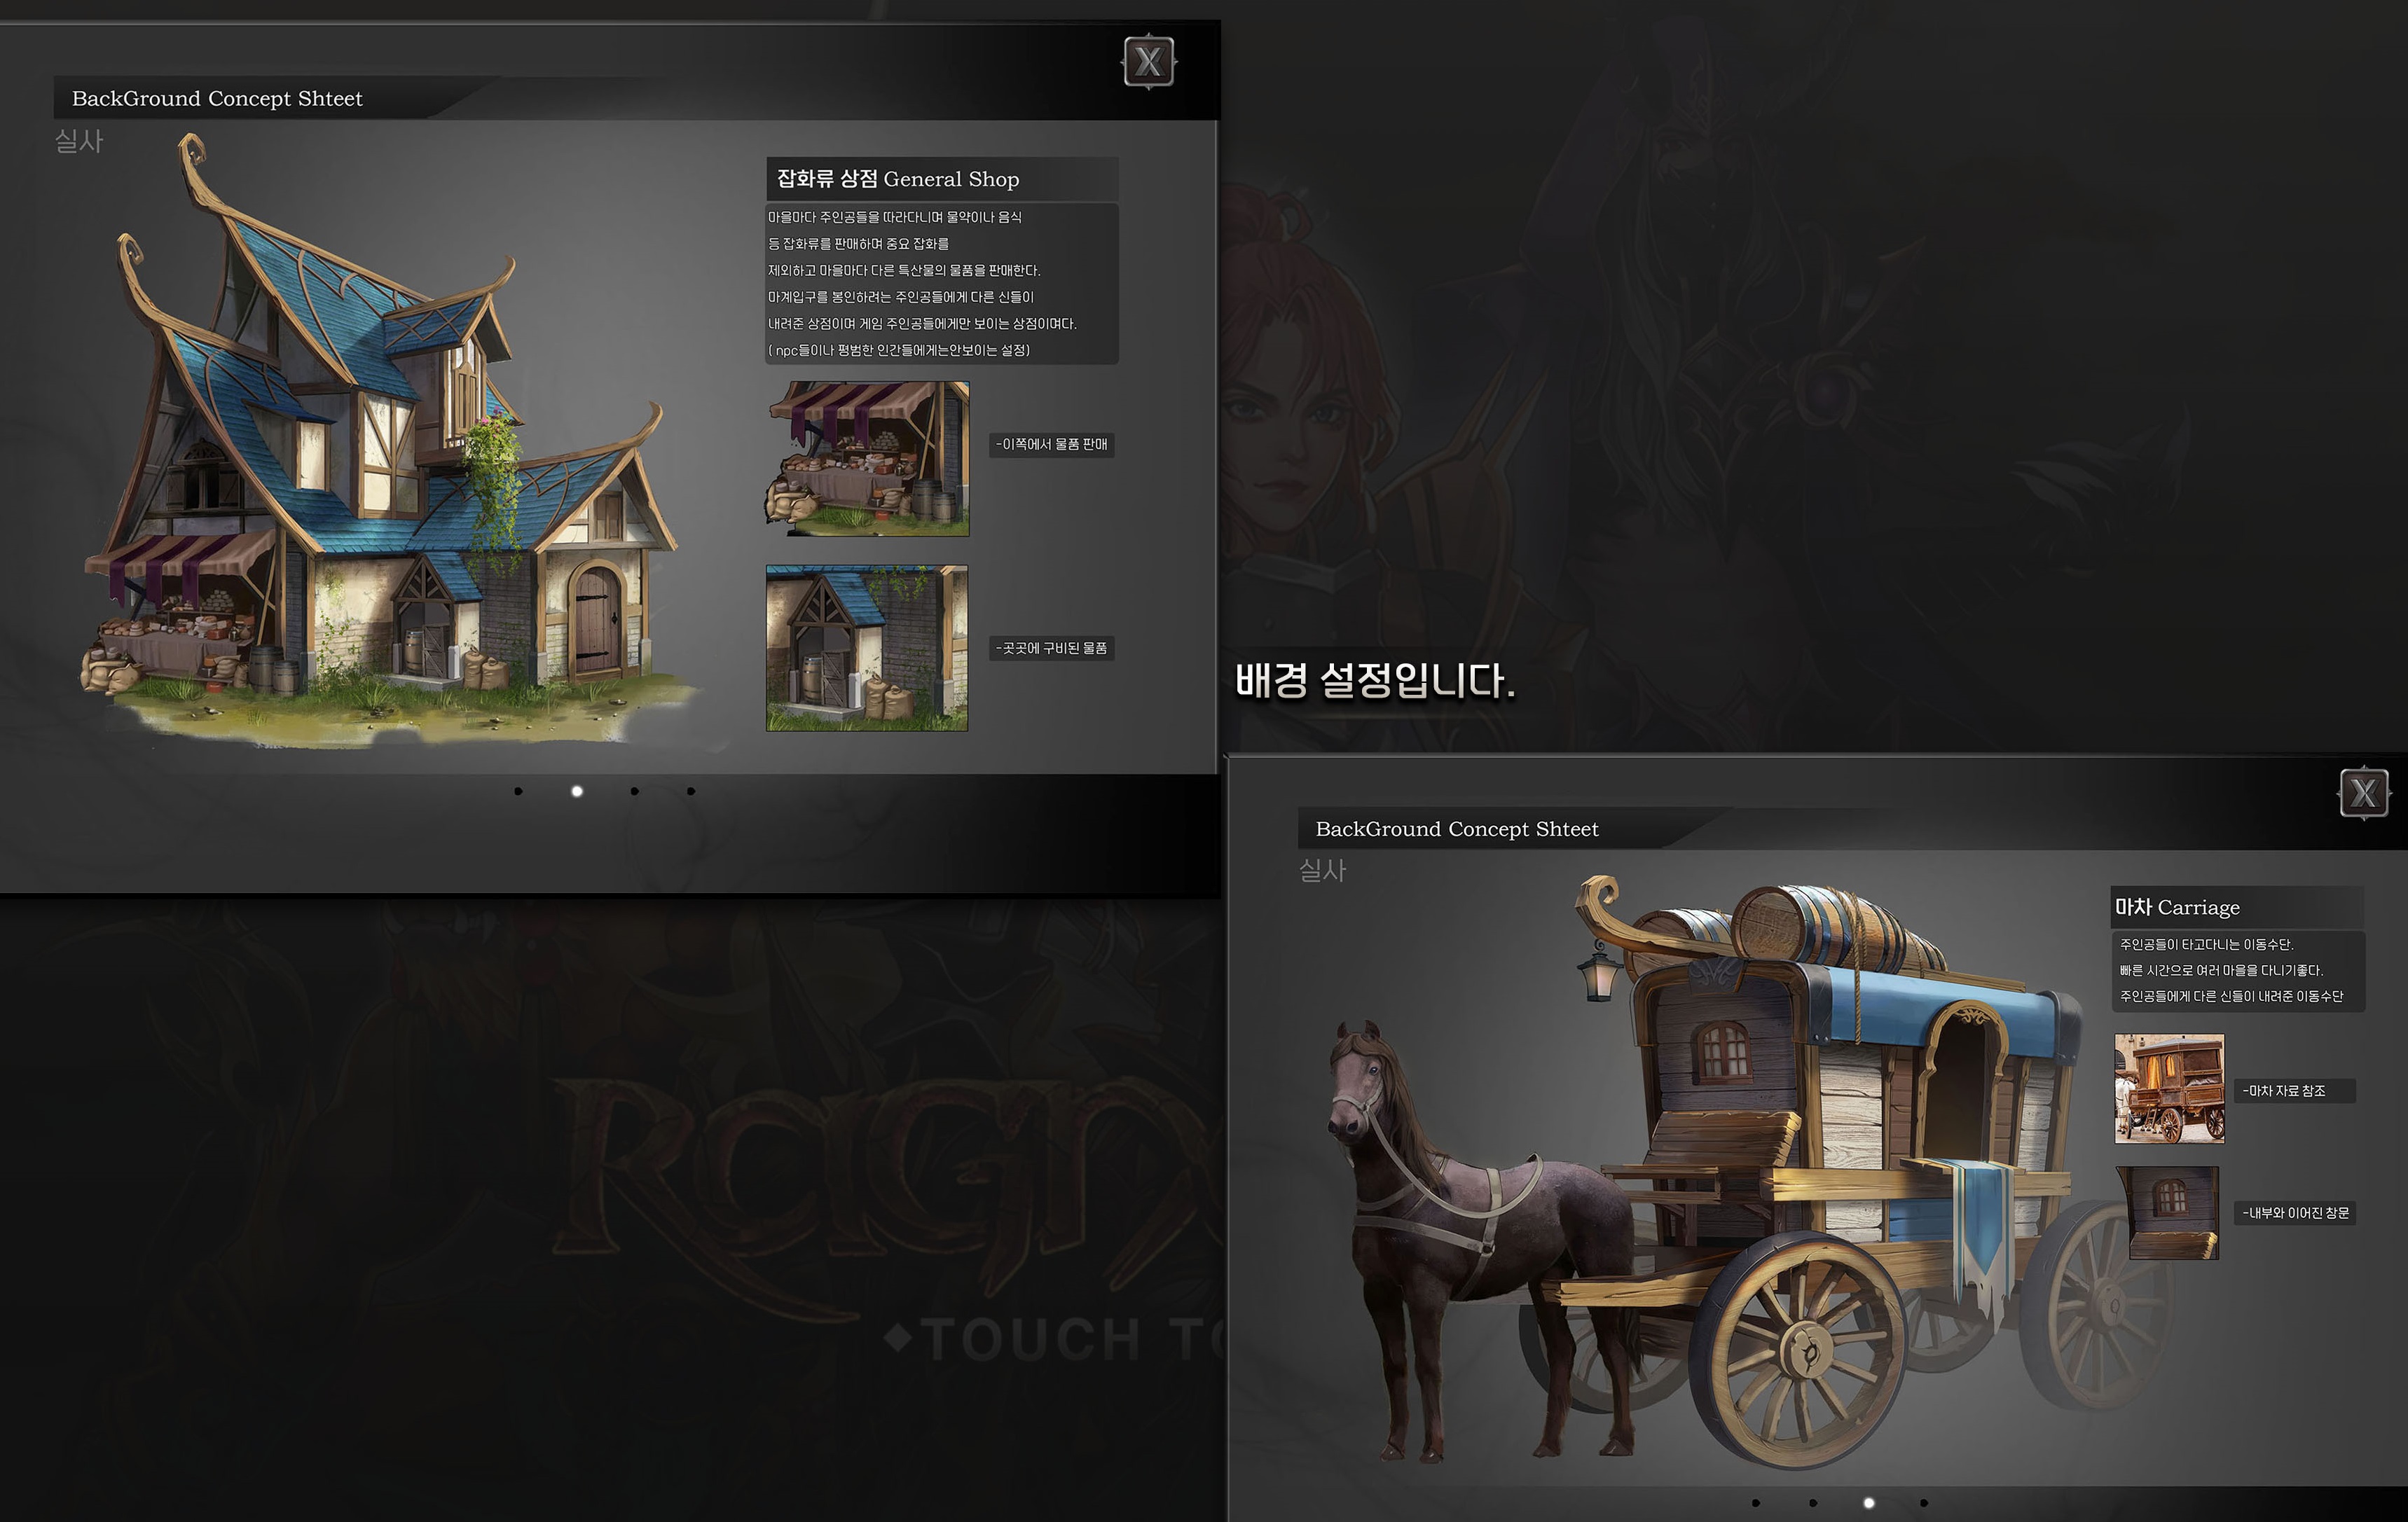 BackGround Concept Shteet
실사
잡화류 상점 General Shop
마을마다 주인공들을 따라다니며 물약이나 음식
등 잡화류를 판매하며 중요 잡화를
제외하고 마을마다 다른 특산물의 물품을 판매한다.
마계입구를 봉인하려는 주인공들에게 다른 신들이
내려준 상점이며 게임 주인공들에게만 보이는 상점이며다.
( npc들이나 평범한 인간들에게는안보이는 설정)
-이쪽에서 물품 판매
-곳곳에 구비된 물품
X
배경 설정입니다.
BackGround Concept Shteet
실사
마차 Carriage
주인공들이 타고다니는 이동수단.
빠른 시간으로 여러 마을을 다니기좋다.
주인공들에게 다른 신들이 내려준 이동수단
-마차 자료 참조
-내부와 이어진 창문
X
TOUCH TO